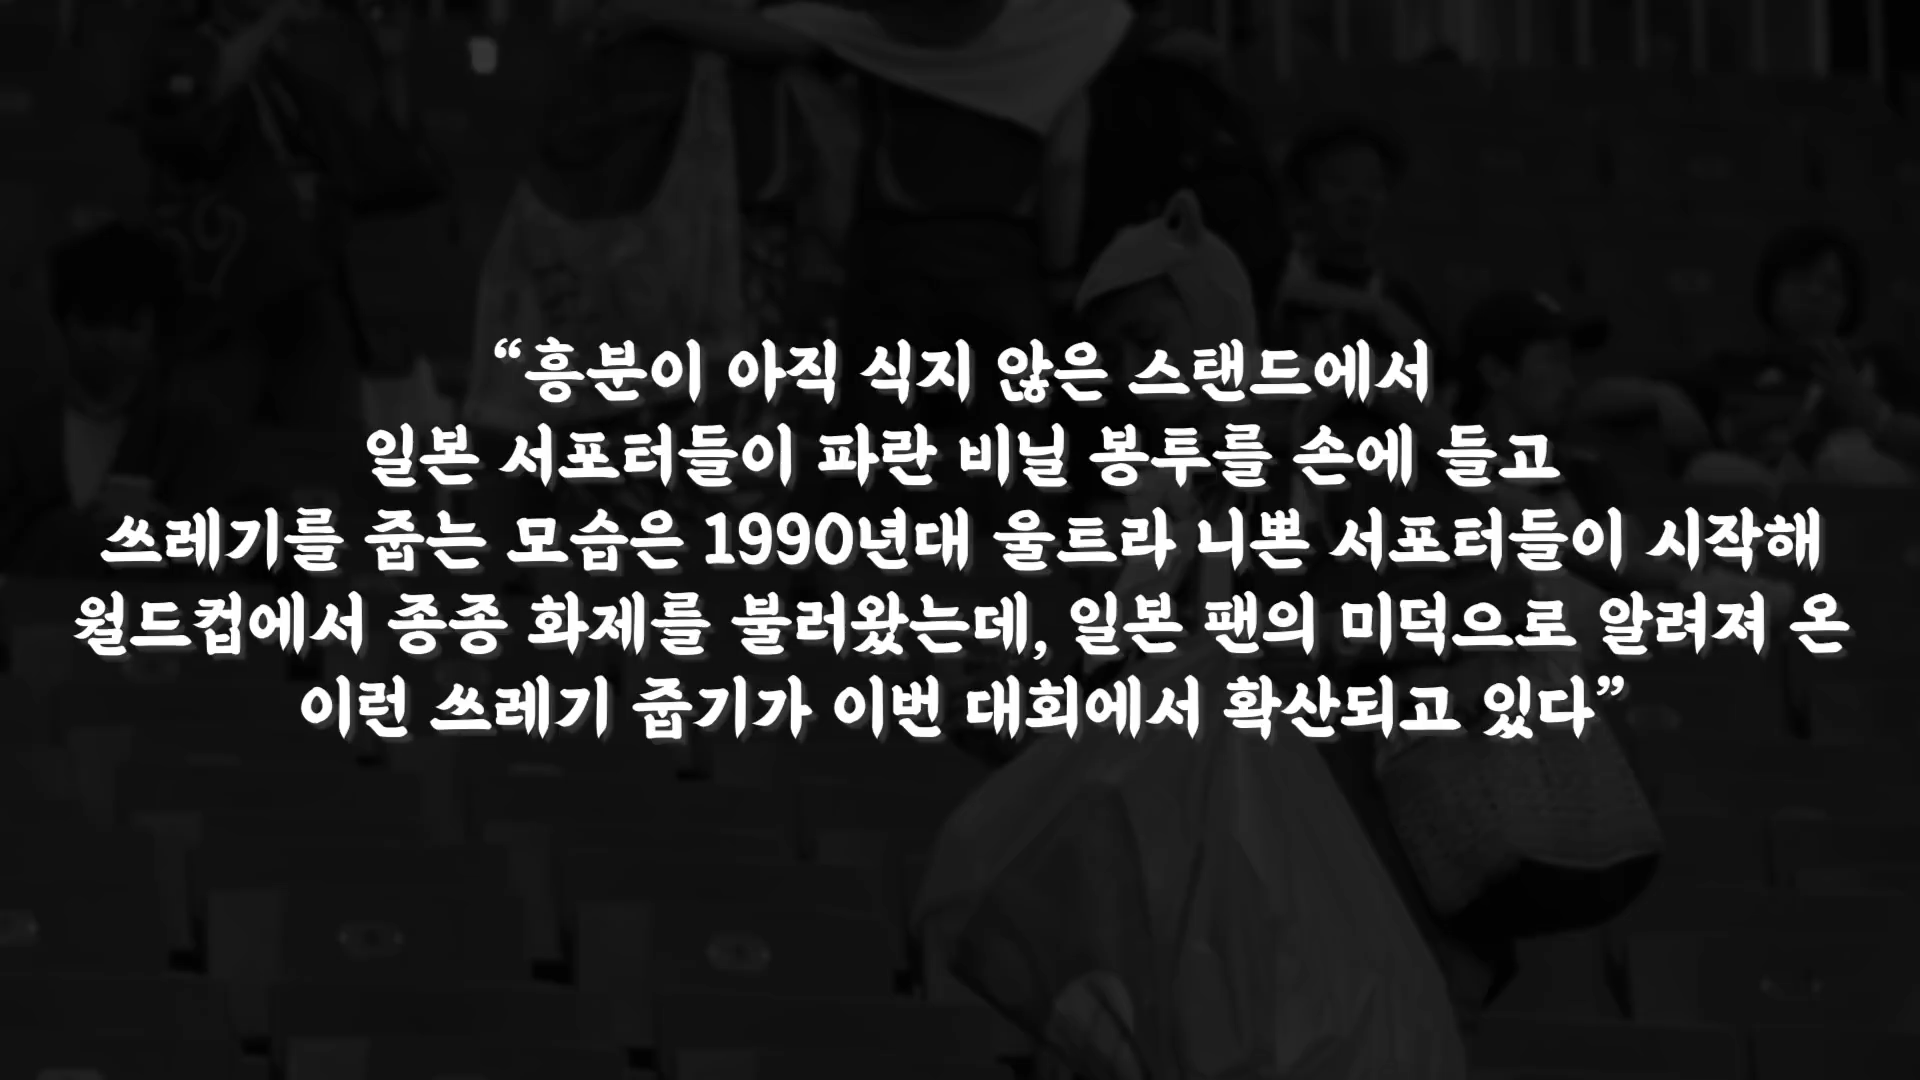 “흥분이 아직 식지 않은 스탠드에서
일본 서포터들이 파란 비닐 봉투를 손에 들고
쓰레기를 줍는 모습은 1990년대 울트라 니뽄 서포터들이 시작해
월드컵에서 종종 화제를 불러왔는데, 일본 팬의 미덕으로 알려져 온
이런 쓰레기 줍기가 이번 대회에서 확산되고 있다”